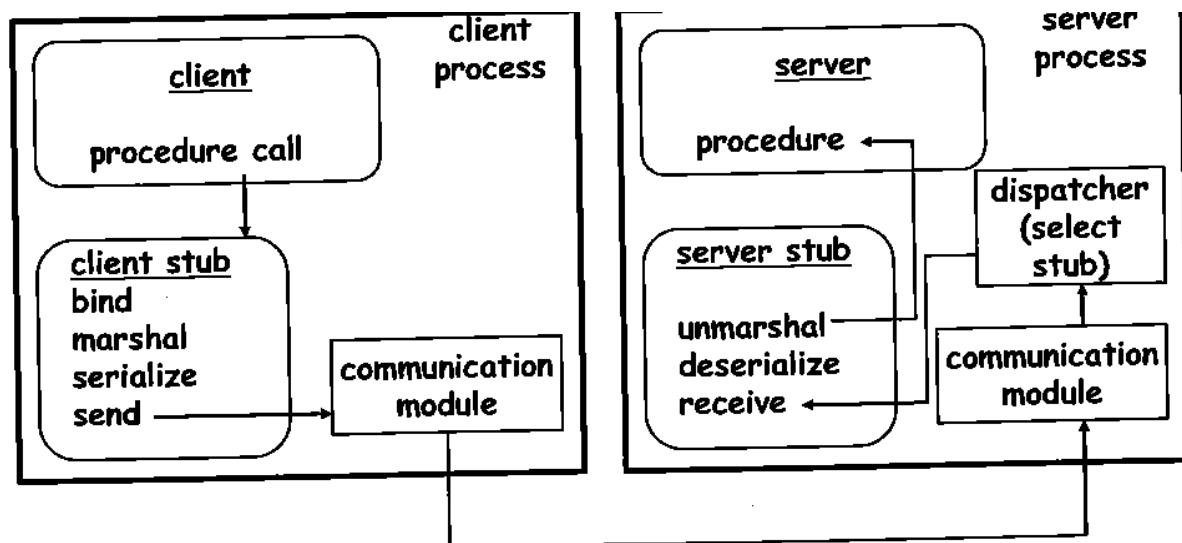 client
process
client
procedure call
client stub
bind
marshal
serialize
send
communication
module
server
process
server
procedure
dispatcher
(select
stub)
server stub
unmarshal
deserialize
receive
communication
module